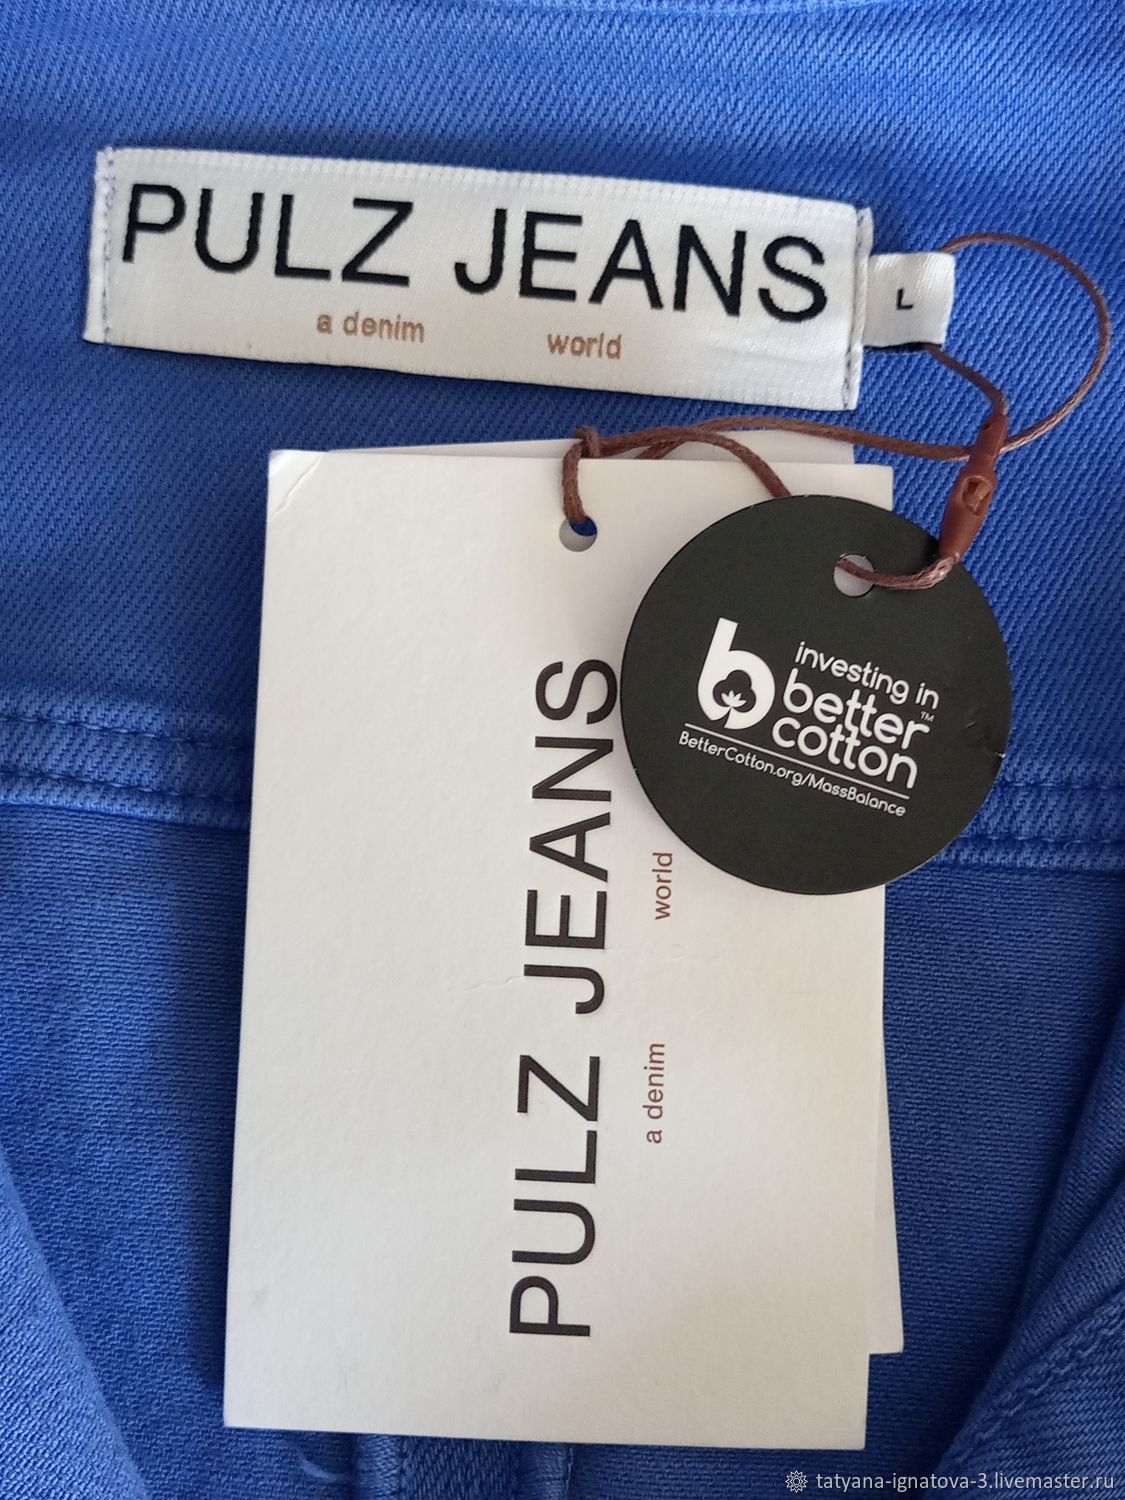 PULZ JEANS
a denim world
L
investing in
better™
cotton
BetterCotton.org/MassBalance
PULZ JEANS
a denim world
tatyana-ignatova-3.livemaster.ru